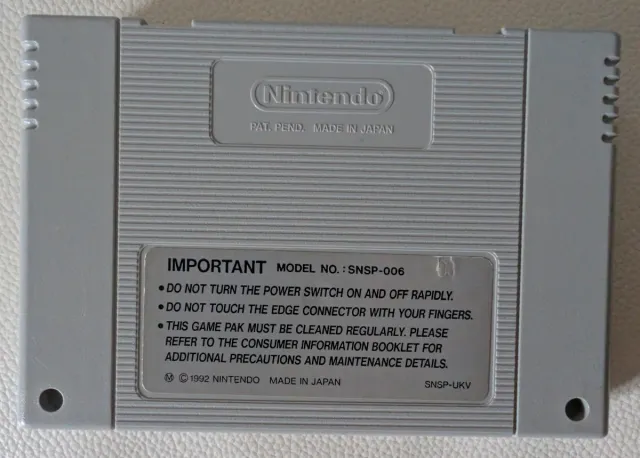 Nintendo
PAT. PEND. MADE IN JAPAN
IMPORTANT MODEL NO. : SNSP-006
• DO NOT TURN THE POWER SWITCH ON AND OFF RAPIDLY.
• DO NOT TOUCH THE EDGE CONNECTOR WITH YOUR FINGERS.
• THIS GAME PAK MUST BE CLEANED REGULARLY. PLEASE
REFER TO THE CONSUMER INFORMATION BOOKLET FOR
ADDITIONAL PRECAUTIONS AND MAINTENANCE DETAILS.
Ⓜ ©1992 NINTENDO MADE IN JAPAN SNSP-UKV